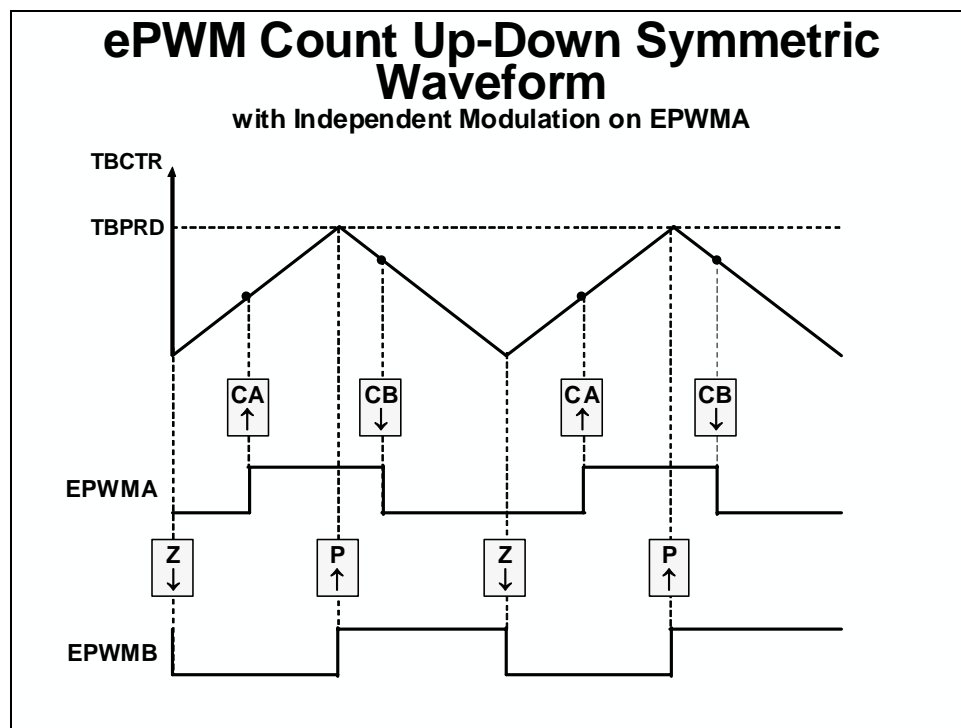 ePWM Count Up-Down Symmetric
Waveform
with Independent Modulation on EPWMA
TBCTR
TBPRD
CA
↑
CB
↓
CA
↑
CB
↓
EPWMA
Z
↓
P
↑
Z
↓
P
↑
EPWMB